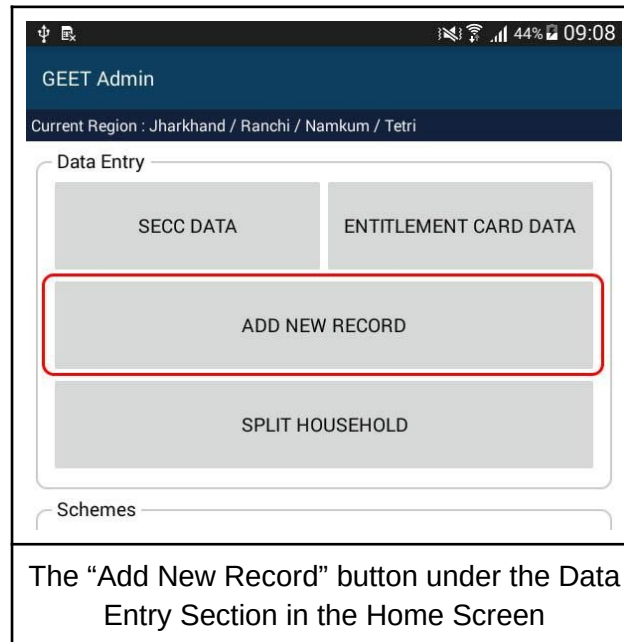 44% 09:08
GEET Admin
Current Region : Jharkhand / Ranchi / Namkum / Tetri
Data Entry
SECC DATA
ENTITLEMENT CARD DATA
ADD NEW RECORD
SPLIT HOUSEHOLD
Schemes
The “Add New Record” button under the Data
Entry Section in the Home Screen